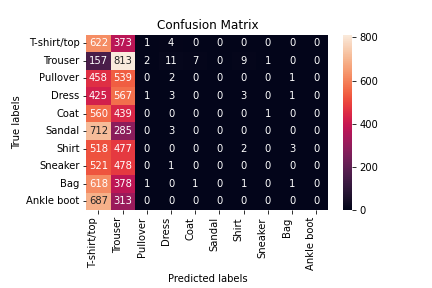 Confusion Matrix
T-shirt/top 622 373 1 4 0 0 0 0 0 0
Trouser 157 813 2 11 7 0 9 1 0 0
Pullover 458 539 0 2 0 0 0 0 1 0
Dress 425 567 1 3 0 0 3 0 1 0
Coat 560 439 0 0 0 0 0 1 0 0
Sandal 712 285 0 3 0 0 0 0 0 0
Shirt 518 477 0 0 0 0 2 0 3 0
Sneaker 521 478 0 1 0 0 0 0 0 0
Bag 618 378 1 0 1 0 1 0 1 0
Ankle boot 687 313 0 0 0 0 0 0 0 0
True labels
T-shirt/top
Trouser
Pullover
Dress
Coat
Sandal
Shirt
Sneaker
Bag
Ankle boot
Predicted labels
800
600
400
200
0